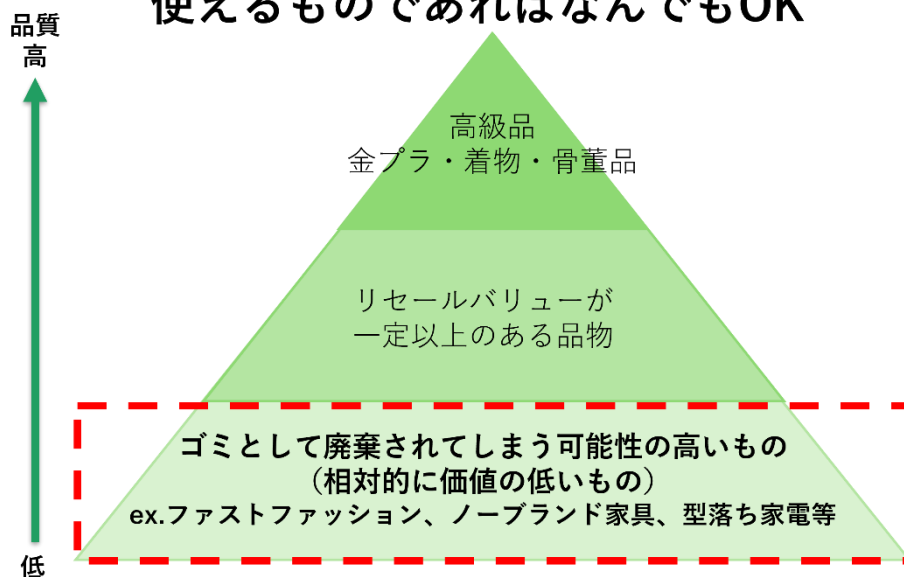 使えるものであればなんでもOK
品質
高
高級品
金プラ・着物・骨董品
リセールバリューが
一定以上のある品物
ゴミとして廃棄されてしまう可能性の高いもの
（相対的に価値の低いもの）
ex.ファストファッション、ノーブランド家具、型落ち家電等
低